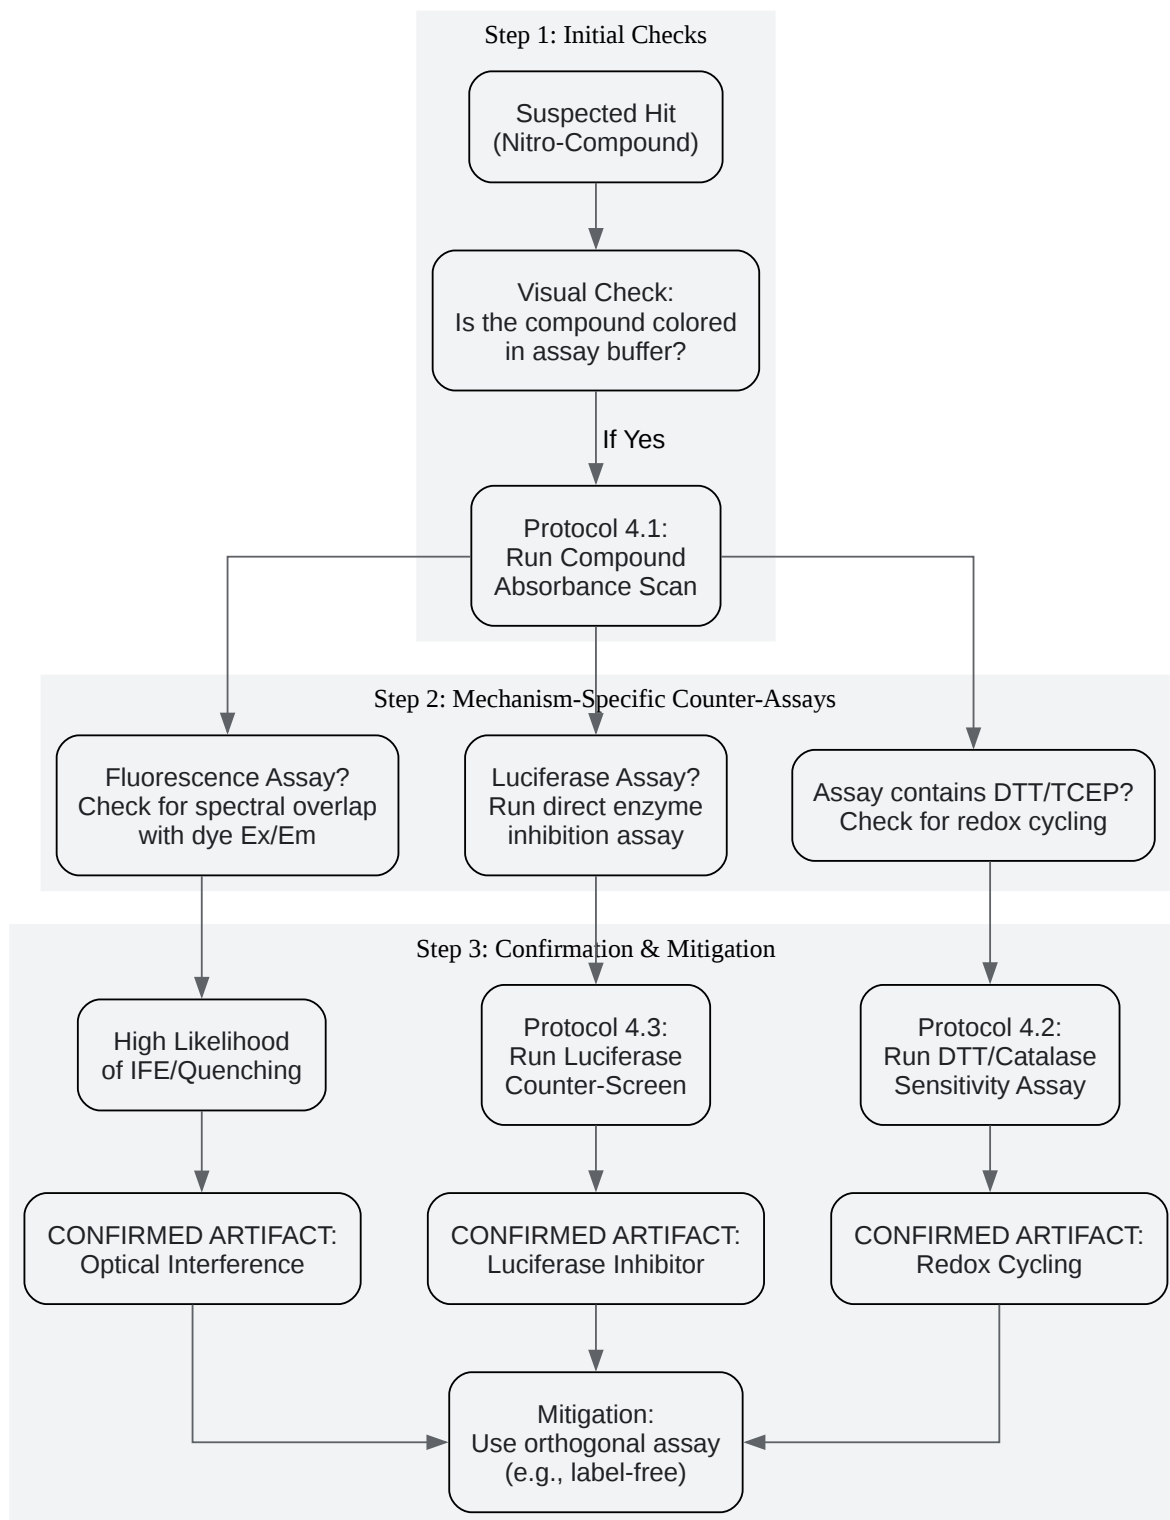 Step 1: Initial Checks
Suspected Hit
(Nitro-Compound)
Visual Check:
Is the compound colored
in assay buffer?
If Yes
Protocol 4.1:
Run Compound
Absorbance Scan
Step 2: Mechanism-Specific Counter-Assays
Fluorescence Assay?
Check for spectral overlap
with dye Ex/Em
Luciferase Assay?
Run direct enzyme
inhibition assay
Assay contains DTT/TCEP?
Check for redox cycling
Step 3: Confirmation & Mitigation
High Likelihood
of IFE/Quenching
Protocol 4.3:
Run Luciferase
Counter-Screen
Protocol 4.2:
Run DTT/Catalase
Sensitivity Assay
CONFIRMED ARTIFACT:
Optical Interference
CONFIRMED ARTIFACT:
Luciferase Inhibitor
CONFIRMED ARTIFACT:
Redox Cycling
Mitigation:
Use orthogonal assay
(e.g., label-free)